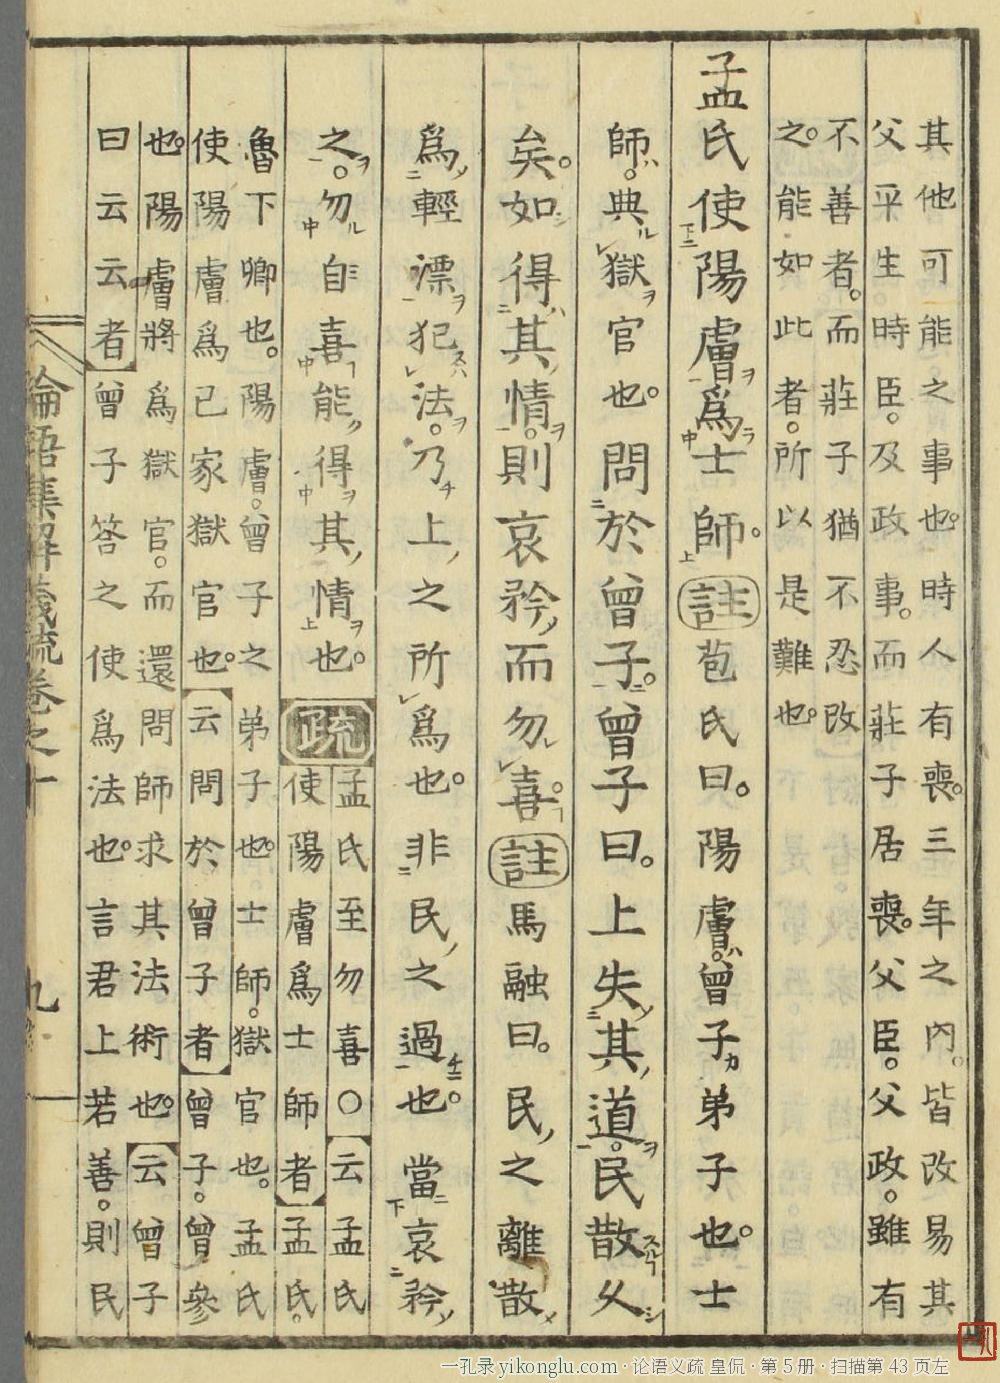 其他可能之事也。時人有喪。三年之內。皆改易其
父平生。時臣。及政事。而莊子居喪。父臣。父政。雖有
不善者。而莊子猶不忍改
之。能如此者。所以是難也。
孟氏使陽膚爲士師。註苞氏曰。陽膚。曾子弟子也。士
師。典獄官也。問於曾子。曾子曰。上失其道。民散久
矣。如得其情。則哀矜而勿喜。註馬融曰。民之離散
爲輕漂犯法。乃上之所爲也。非民之過也。當哀矜
之。勿自喜能得其情也。疏孟氏至勿喜〇云孟氏
使陽膚爲士師者孟氏。
魯下卿也。陽膚。曾子之弟子也。士師。獄官也。孟氏
使陽膚爲己家獄官也。云問於曾子者曾子。曾參
也。陽膚將爲獄官。而還問師求其法術也。云曾子
曰云云者曾子答之使爲法也。言君上若善。則民
論語集解義疏卷之十
九
一孔录 yikonglu.com · 论语义疏 皇侃 · 第 5 册 · 扫描第 43 页左